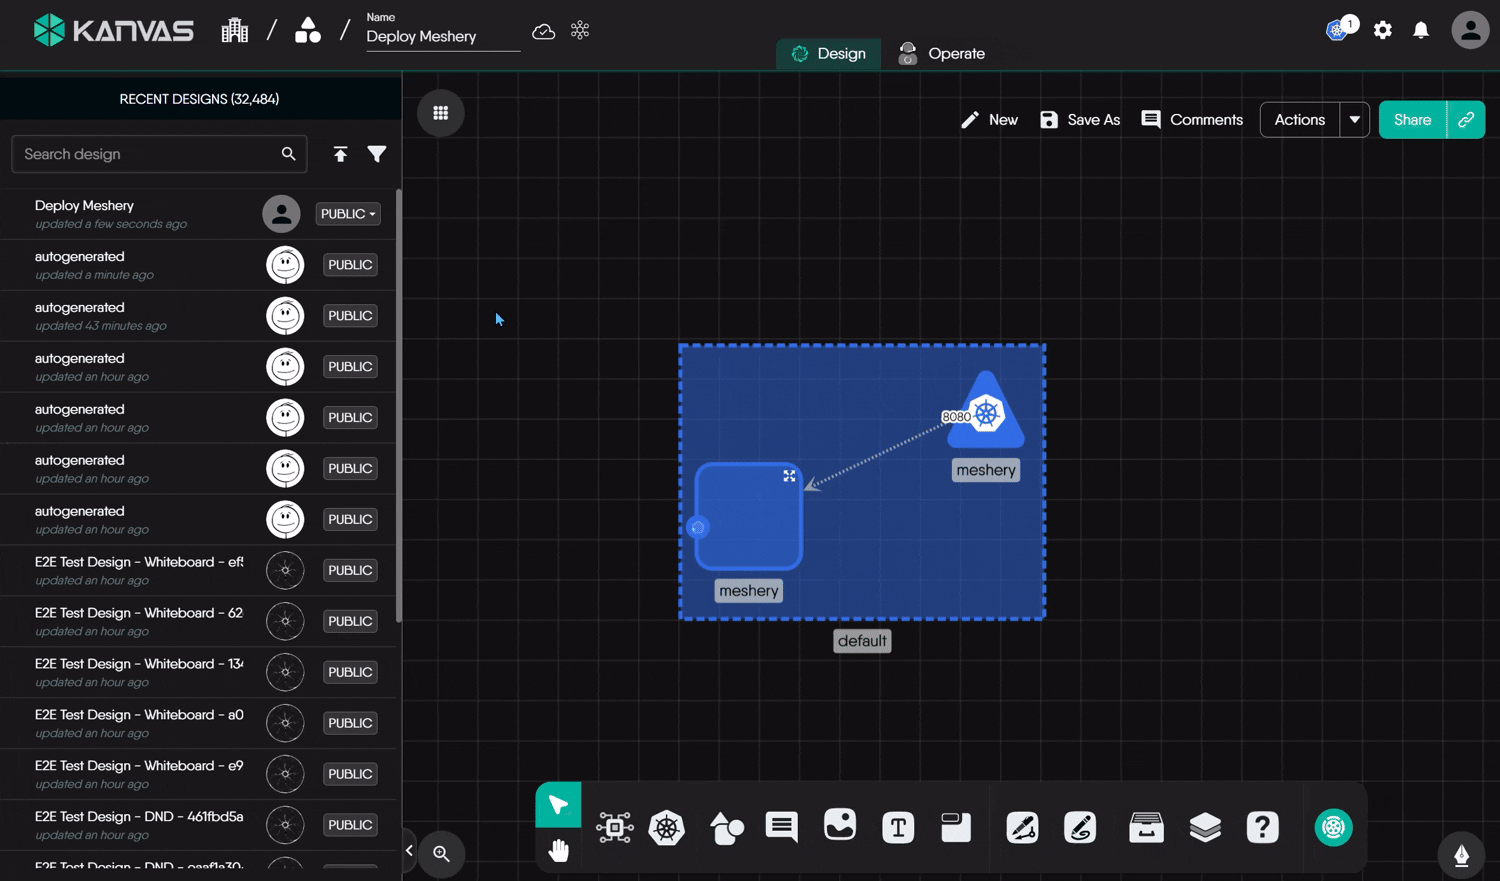 KANVAS
/
/
Name
Deploy Meshery
1
Design
Operate
RECENT DESIGNS (32,484)
Search design
New
Save As
Comments
Actions
Share
Deploy Meshery
updated a few seconds ago
PUBLIC
autogenerated
updated a minute ago
PUBLIC
autogenerated
updated 43 minutes ago
PUBLIC
autogenerated
updated an hour ago
PUBLIC
autogenerated
updated an hour ago
PUBLIC
autogenerated
updated an hour ago
PUBLIC
autogenerated
updated an hour ago
PUBLIC
E2E Test Design - Whiteboard - ef5
updated an hour ago
PUBLIC
E2E Test Design - Whiteboard - 62
updated an hour ago
PUBLIC
E2E Test Design - Whiteboard - 134
updated an hour ago
PUBLIC
E2E Test Design - Whiteboard - a0
updated an hour ago
PUBLIC
E2E Test Design - Whiteboard - e9
updated an hour ago
PUBLIC
E2E Test Design - DND - 461fbd5a
updated an hour ago
PUBLIC
E2E Test Design - DND -
8080
meshery
meshery
default
T
?